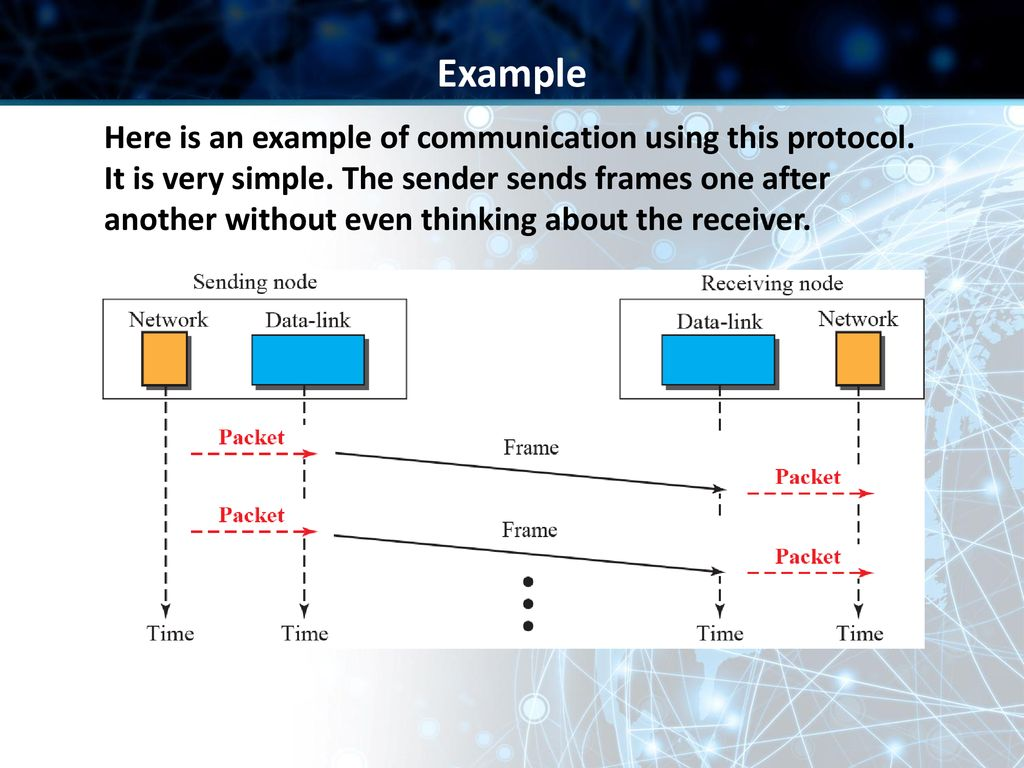 Example
Here is an example of communication using this protocol.
It is very simple. The sender sends frames one after
another without even thinking about the receiver.
Sending node
Receiving node
Network
Data-link
Data-link
Network
Packet
Frame
Packet
Packet
Frame
Packet
Time
Time
Time
Time